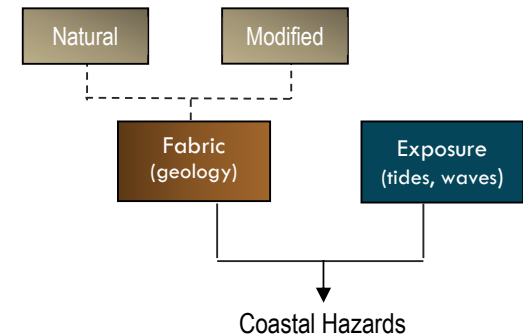 Natural
Modified
Fabric
(geology)
Exposure
(tides, waves)
Coastal Hazards